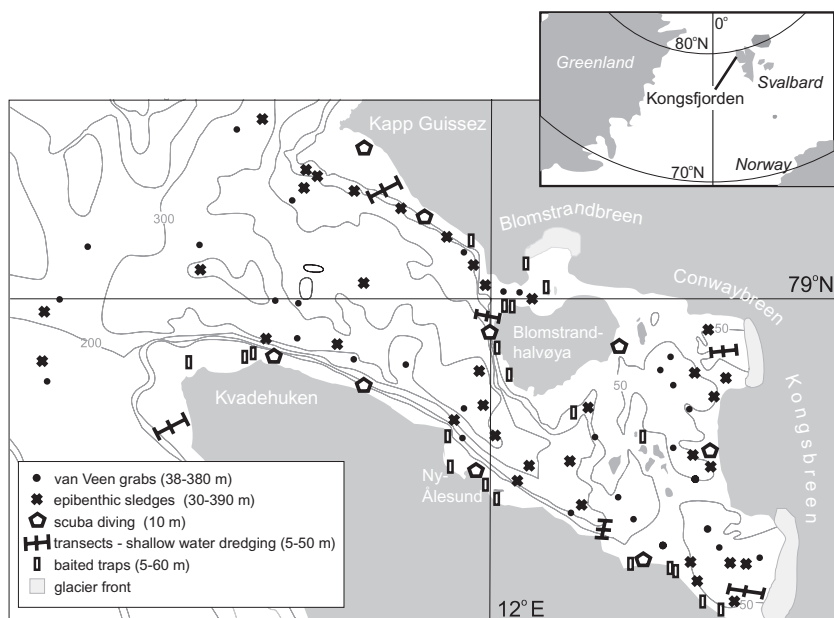 0°
80°N
Greenland
Svalbard
Kongsfjorden
70°N
Norway
Kapp Guissez
300
Blomstrandbreen
Conwaybreen
79°N
200
Blomstrand-
halvøya
50
50
Kvadehuken
Kongsbreen
Ny-
Ålesund
van Veen grabs (38-380 m)
epibenthic sledges (30-390 m)
scuba diving (10 m)
transects - shallow water dredging (5-50 m)
baited traps (5-60 m)
glacier front
12°E
50